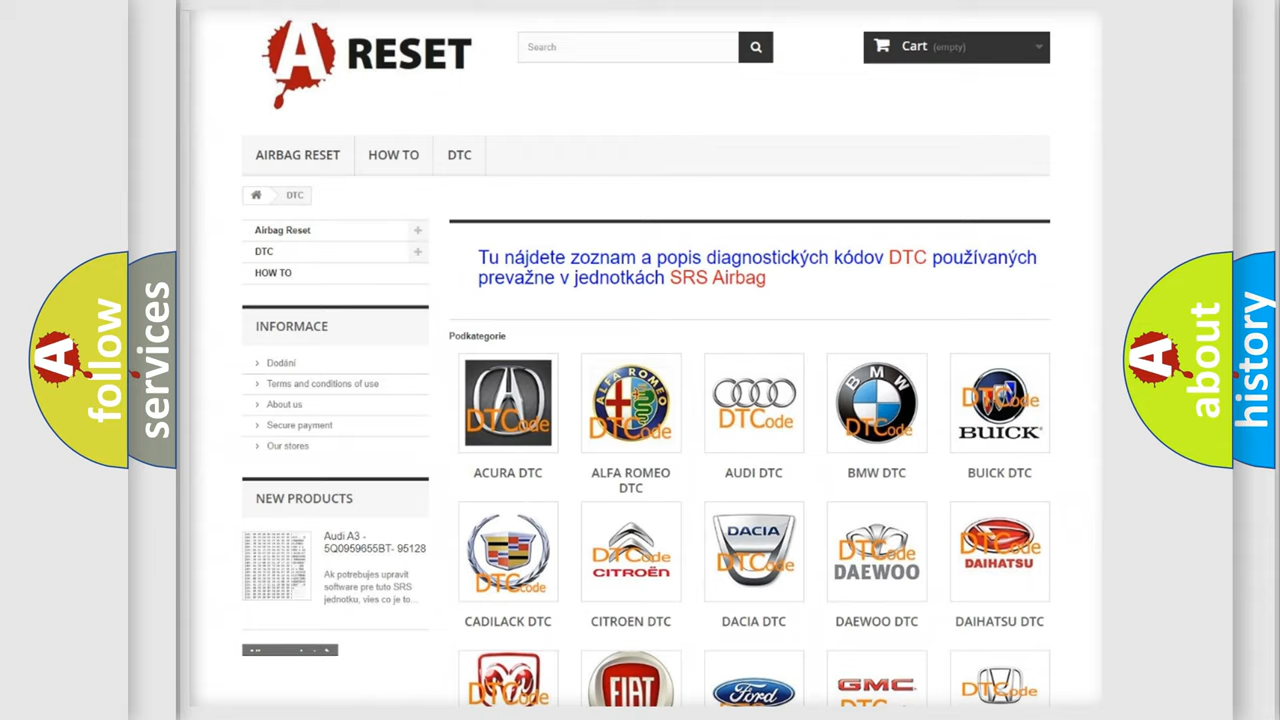 A RESET
Search
Cart (empty)
AIRBAG RESET
HOW TO
DTC
DTC
Airbag Reset
DTC
HOW TO
INFORMACE
Dodání
Terms and conditions of use
About us
Secure payment
Our stores
NEW PRODUCTS
Audi A3 -
5Q0959655BT- 95128
Ak potrebujes upravit
software pre tuto SRS
jednotku, vies co je to...
Tu nájdete zoznam a popis diagnostických kódov DTC používaných
prevažne v jednotkách SRS Airbag
Podkategorie
DTCode
ALFA ROMEO
DTCode
DTCode
BMW
DTCode
DTCode
BUICK
ACURA DTC
ALFA ROMEO
DTC
AUDI DTC
BMW DTC
BUICK DTC
DTCode
DTCode
CITROËN
DACIA
DTCode
DTCode
DAEWOO
DTCode
DAIHATSU
CADILACK DTC
CITROEN DTC
DACIA DTC
DAEWOO DTC
DAIHATSU DTC
DTCode
FIAT
Ford
GMC
DTCode
A
follow
services
A
about
history